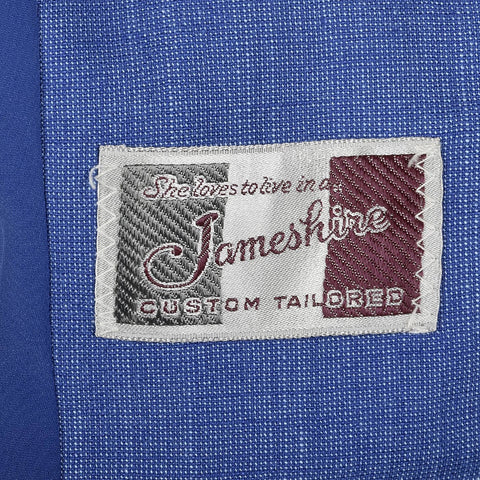 She loves to live in a
Jameshire
CUSTOM TAILORED